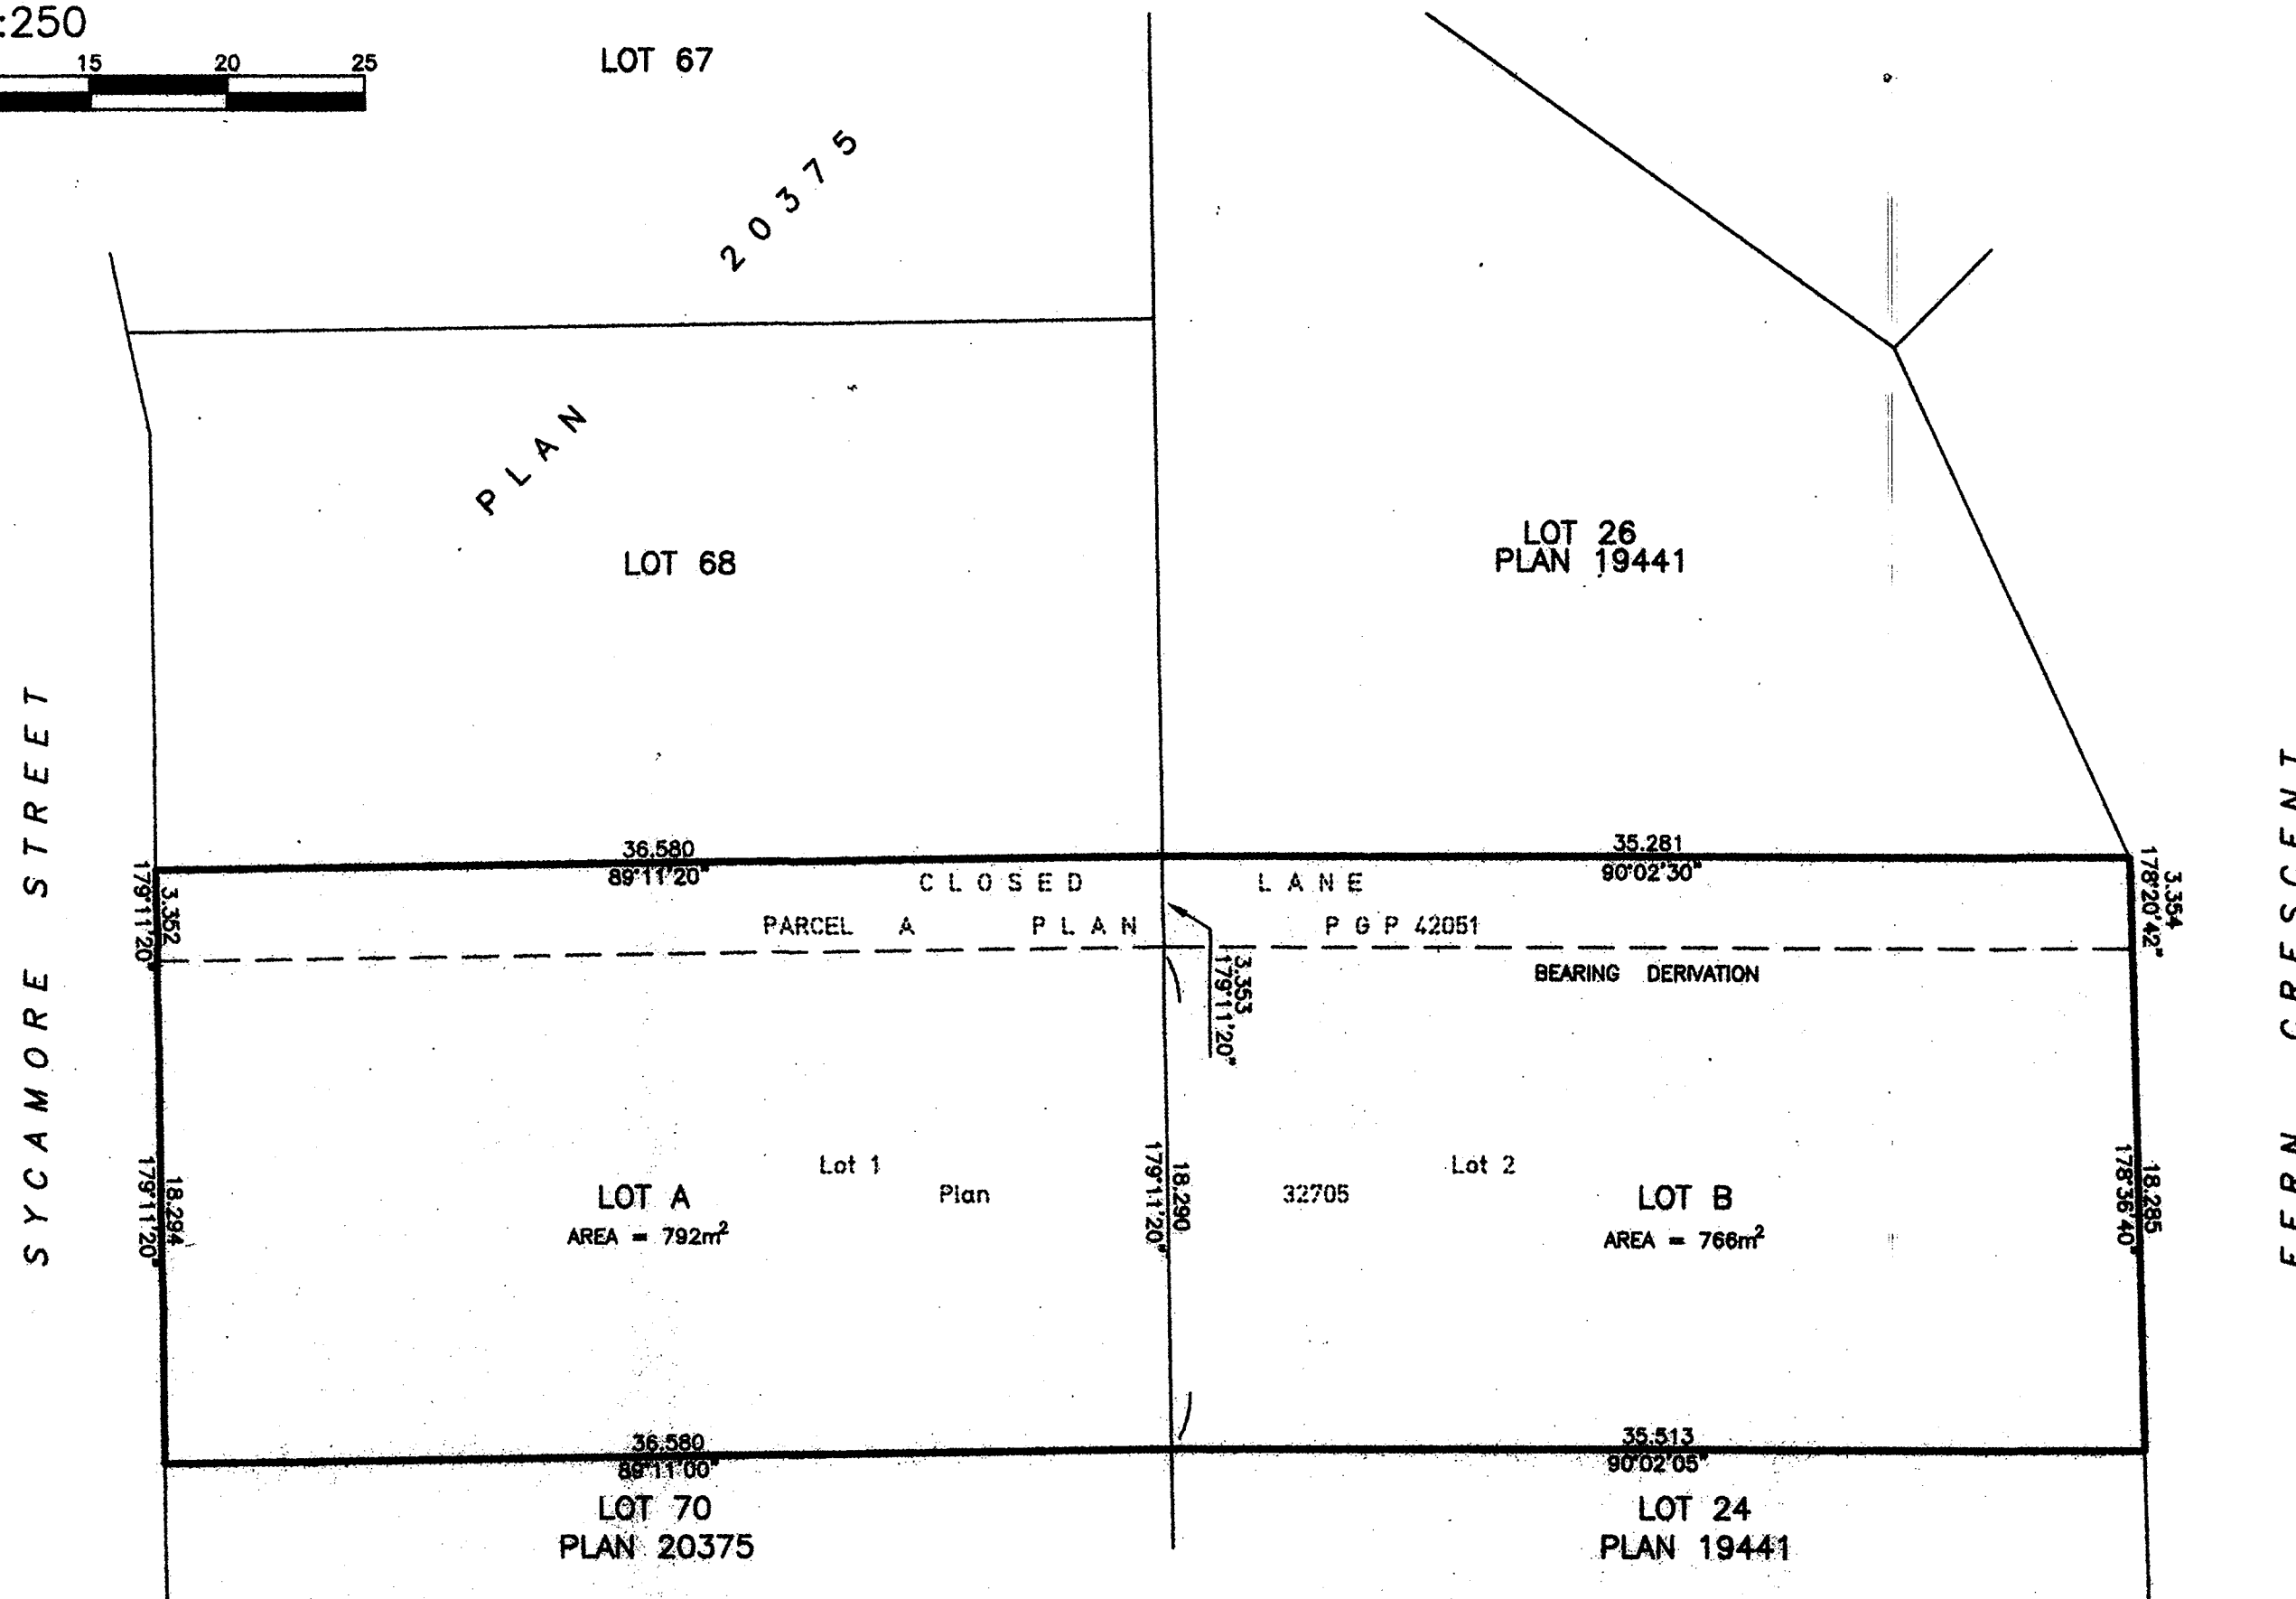 :250
15 20 25
LOT 67
PLAN 20375
LOT 68
LOT 26
PLAN 19441
SYCAMORE STREET
FERN CRESCENT
36.580
89°11'20"
35.281
90°02'30"
CLOSED LANE
PARCEL A PLAN PGP 42051
3.352
179°11'20"
3.353
179°11'20"
3.354
178°20'42"
BEARING DERIVATION
Lot 1
Lot 2
Plan 32705
LOT A
AREA = 792m²
LOT B
AREA = 766m²
18.294
179°11'20"
18.290
179°11'20"
18.285
178°36'40"
36.580
89°11'00"
35.513
90°02'05"
LOT 70
PLAN 20375
LOT 24
PLAN 19441